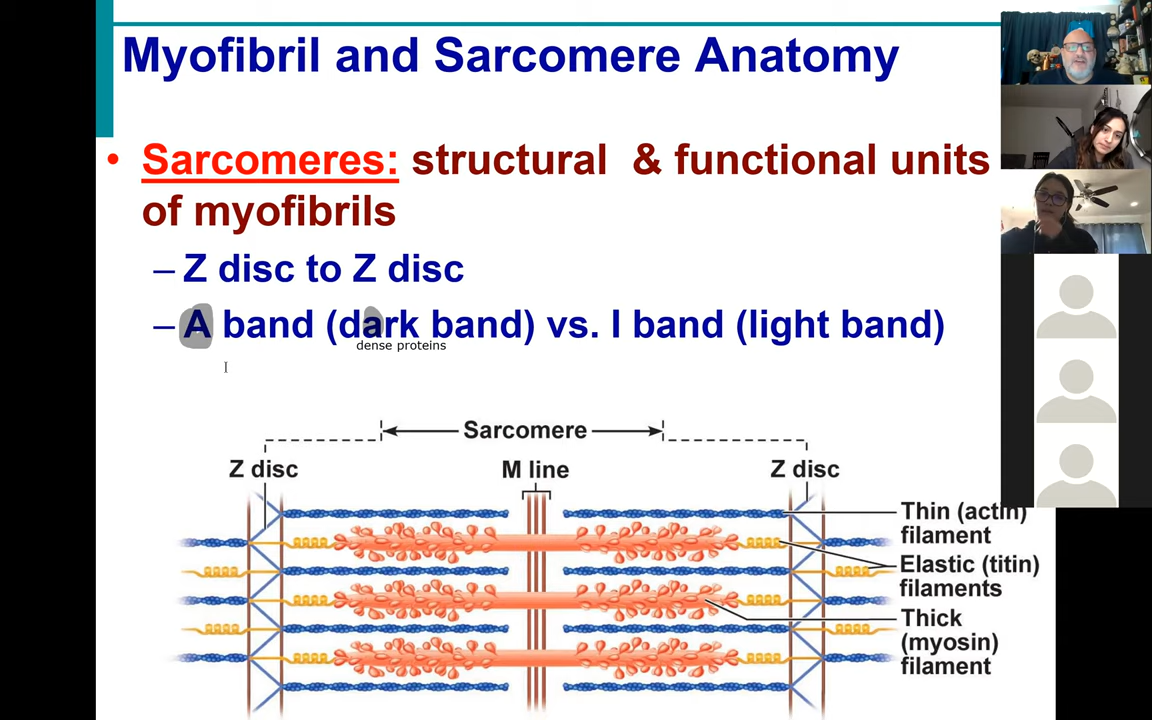 Myofibril and Sarcomere Anatomy
• Sarcomeres: structural & functional units
of myofibrils
– Z disc to Z disc
– A band (dark band) vs. I band (light band)
dense proteins
Sarcomere
Z disc
M line
Z disc
Thin (actin)
filament
Elastic (titin)
filaments
Thick
(myosin)
filament